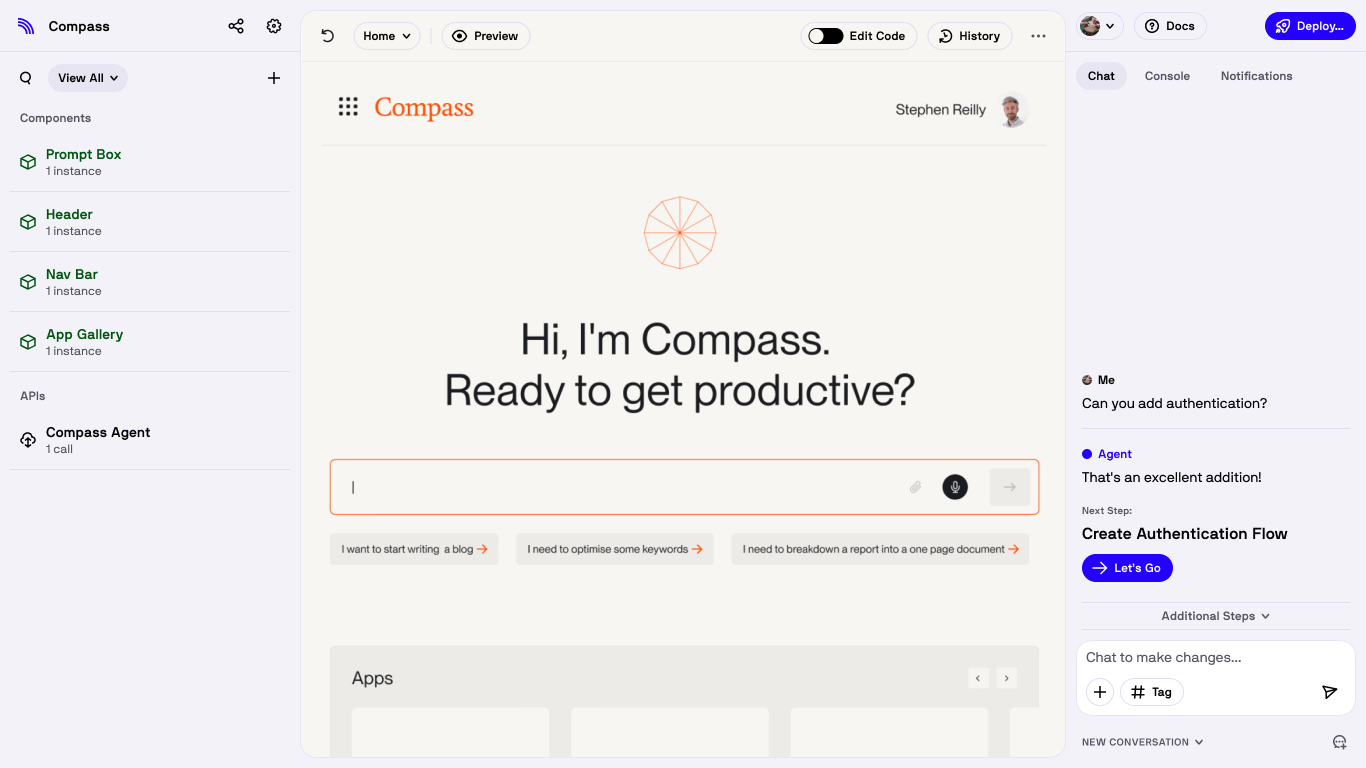 Compass
View All
Components
Prompt Box
1 instance
Header
1 instance
Nav Bar
1 instance
App Gallery
1 instance
APIs
Compass Agent
1 call
Home
Preview
Edit Code
History
Compass
Stephen Reilly
Hi, I'm Compass.
Ready to get productive?
I want to start writing a blog
I need to optimise some keywords
I need to breakdown a report into a one page document
Apps
Docs
Deploy...
Chat
Console
Notifications
Me
Can you add authentication?
Agent
That's an excellent addition!
Next Step:
Create Authentication Flow
Let's Go
Additional Steps
Chat to make changes...
Tag
NEW CONVERSATION